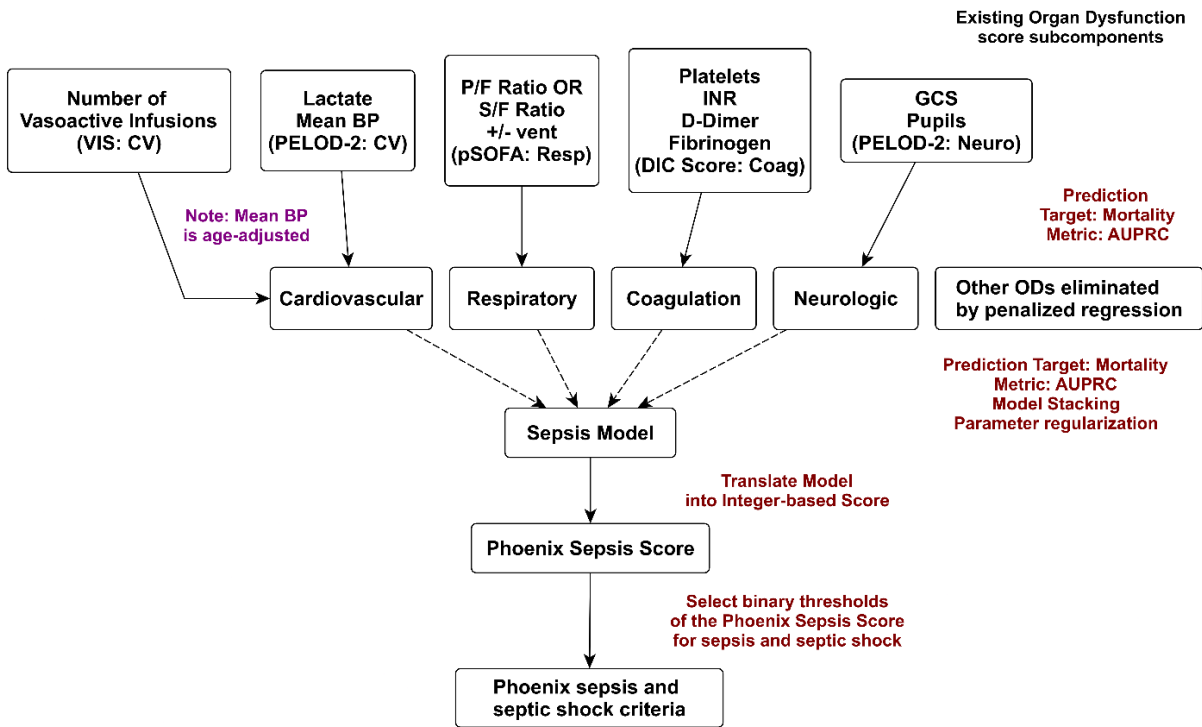 Existing Organ Dysfunction
score subcomponents
Number of
Vasoactive Infusions
(VIS: CV)
Lactate
Mean BP
(PELOD-2: CV)
P/F Ratio OR
S/F Ratio
+/- vent
(pSOFA: Resp)
Platelets
INR
D-Dimer
Fibrinogen
(DIC Score: Coag)
GCS
Pupils
(PELOD-2: Neuro)
Note: Mean BP
is age-adjusted
Prediction
Target: Mortality
Metric: AUPRC
Cardiovascular
Respiratory
Coagulation
Neurologic
Other ODs eliminated
by penalized regression
Prediction Target: Mortality
Metric: AUPRC
Model Stacking
Parameter regularization
Sepsis Model
Translate Model
into Integer-based Score
Phoenix Sepsis Score
Select binary thresholds
of the Phoenix Sepsis Score
for sepsis and septic shock
Phoenix sepsis and
septic shock criteria